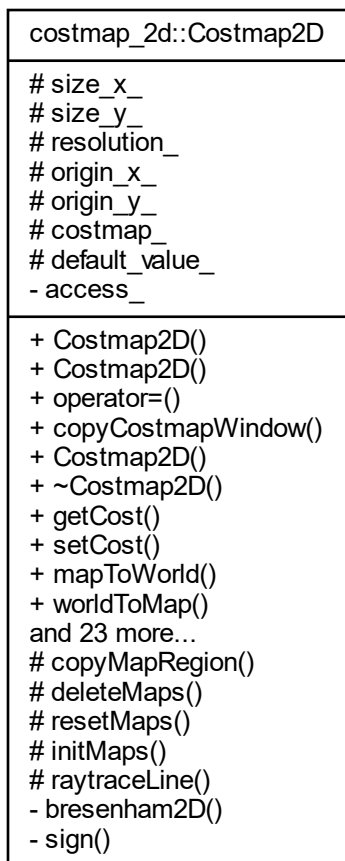 costmap_2d::Costmap2D
# size_x_
# size_y_
# resolution_
# origin_x_
# origin_y_
# costmap_
# default_value_
- access_
+ Costmap2D()
+ Costmap2D()
+ operator=()
+ copyCostmapWindow()
+ Costmap2D()
+ ~Costmap2D()
+ getCost()
+ setCost()
+ mapToWorld()
+ worldToMap()
and 23 more...
# copyMapRegion()
# deleteMaps()
# resetMaps()
# initMaps()
# raytraceLine()
- bresenham2D()
- sign()